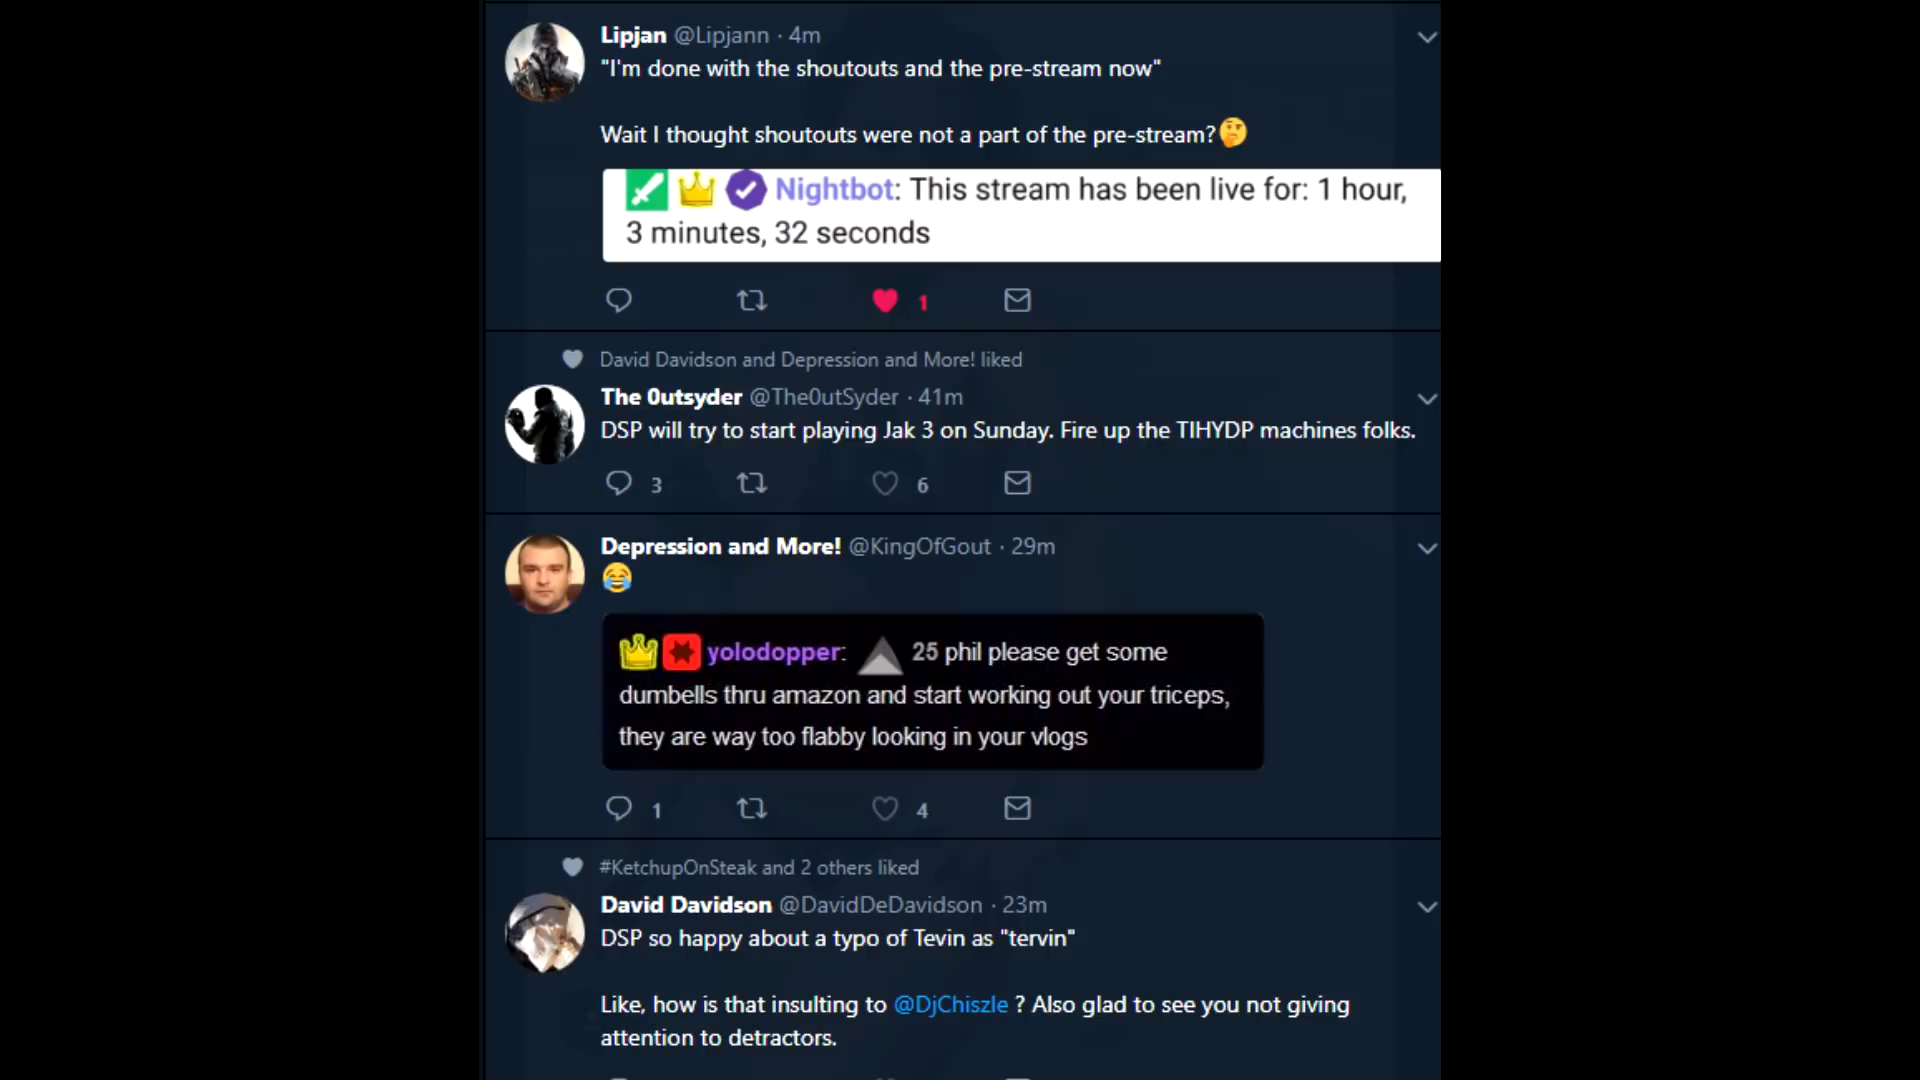 Lipjan @Lipjann · 4m
"I'm done with the shoutouts and the pre-stream now"
Wait I thought shoutouts were not a part of the pre-stream?🤔
Nightbot: This stream has been live for: 1 hour,
3 minutes, 32 seconds
1
David Davidson and Depression and More! liked
The 0utsyder @The0utSyder · 41m
DSP will try to start playing Jak 3 on Sunday. Fire up the TIHYDP machines folks.
3 6
Depression and More! @KingOfGout · 29m
😂
yolodopper: 25 phil please get some
dumbells thru amazon and start working out your triceps,
they are way too flabby looking in your vlogs
1 4
#KetchupOnSteak and 2 others liked
David Davidson @DavidDeDavidson · 23m
DSP so happy about a typo of Tevin as "tervin"
Like, how is that insulting to @DjChiszle ? Also glad to see you not giving
attention to detractors.